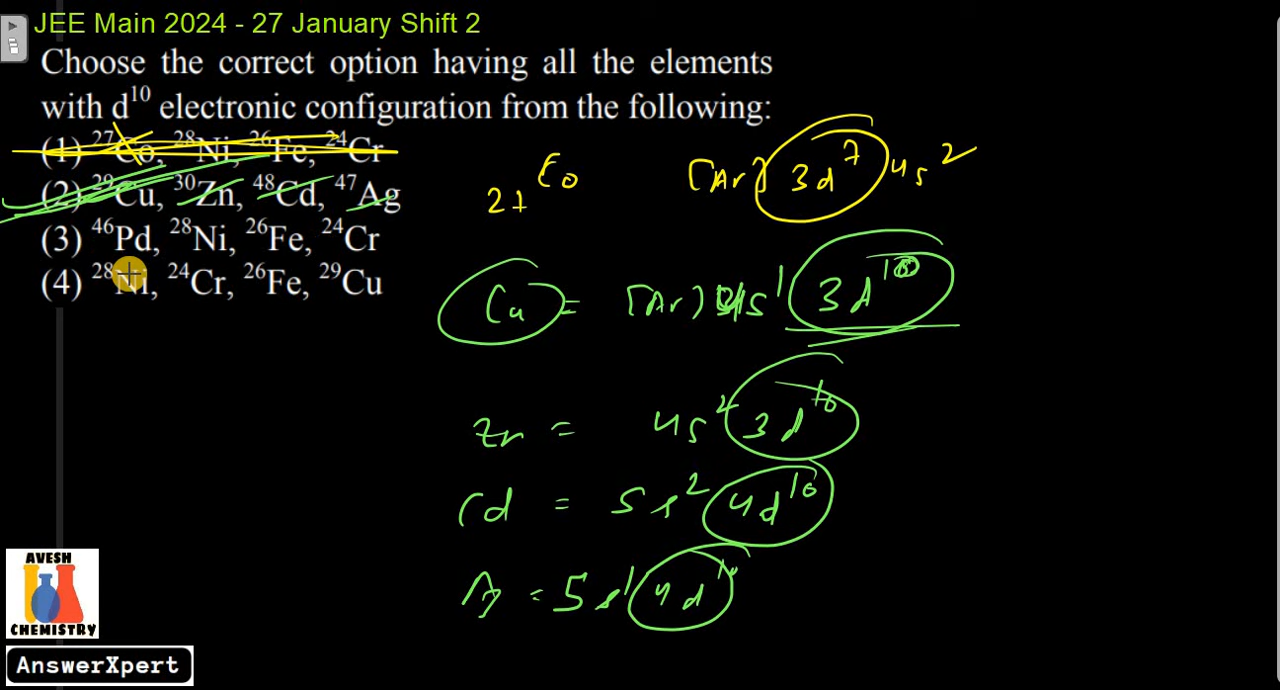 JEE Main 2024 - 27 January Shift 2
Choose the correct option having all the elements
with d¹⁰ electronic configuration from the following:
(1) ²⁷Co, ²⁸Ni, ²⁶Fe, ²⁴Cr
(2) ²⁹Cu, ³⁰Zn, ⁴⁸Cd, ⁴⁷Ag
(3) ⁴⁶Pd, ²⁸Ni, ²⁶Fe, ²⁴Cr
(4) ²⁸Ni, ²⁴Cr, ²⁶Fe, ²⁹Cu
₂₇Co [Ar] 3d⁷ 4s²
Cu = [Ar] 4s¹ 3d¹⁰
Zn = 4s² 3d¹⁰
Cd = 5s² 4d¹⁰
= 5s¹ 4d¹⁰
AVESH
CHEMISTRY
AnswerXpert